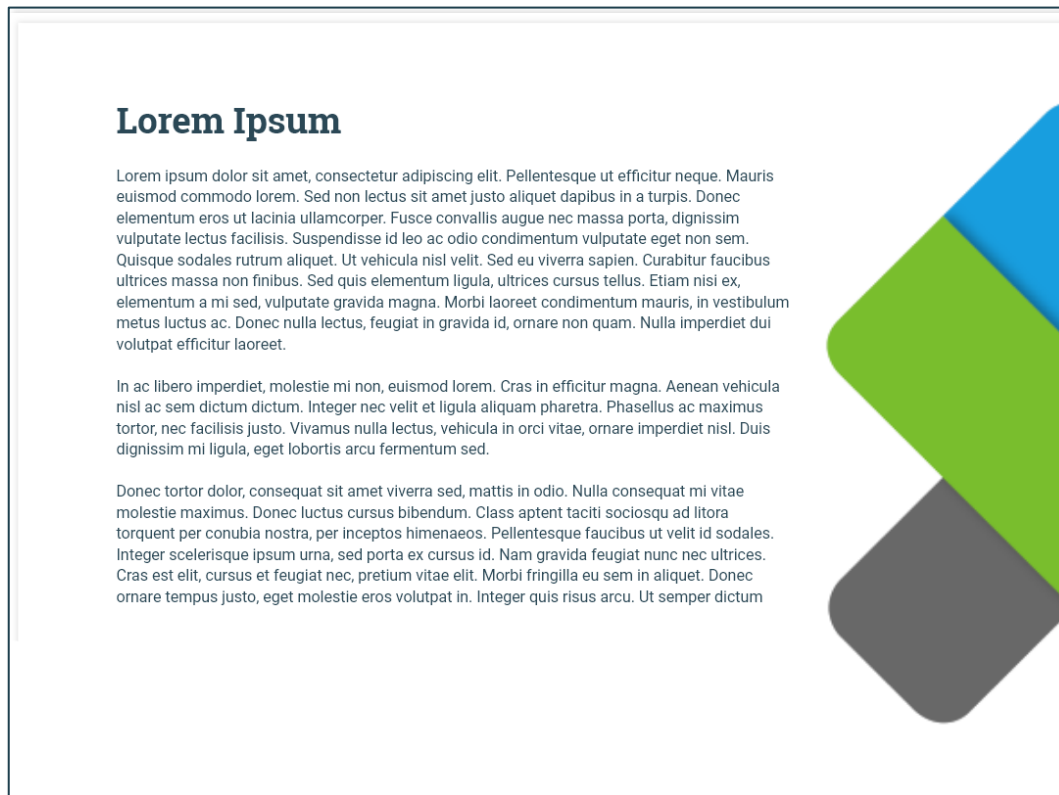 Lorem Ipsum
Lorem ipsum dolor sit amet, consectetur adipiscing elit. Pellentesque ut efficitur neque. Mauris
euismod commodo lorem. Sed non lectus sit amet justo aliquet dapibus in a turpis. Donec
elementum eros ut lacinia ullamcorper. Fusce convallis augue nec massa porta, dignissim
vulputate lectus facilisis. Suspendisse id leo ac odio condimentum vulputate eget non sem.
Quisque sodales rutrum aliquet. Ut vehicula nisl velit. Sed eu viverra sapien. Curabitur faucibus
ultrices massa non finibus. Sed quis elementum ligula, ultrices cursus tellus. Etiam nisi ex,
elementum a mi sed, vulputate gravida magna. Morbi laoreet condimentum mauris, in vestibulum
metus luctus ac. Donec nulla lectus, feugiat in gravida id, ornare non quam. Nulla imperdiet dui
volutpat efficitur laoreet.
In ac libero imperdiet, molestie mi non, euismod lorem. Cras in efficitur magna. Aenean vehicula
nisl ac sem dictum dictum. Integer nec velit et ligula aliquam pharetra. Phasellus ac maximus
tortor, nec facilisis justo. Vivamus nulla lectus, vehicula in orci vitae, ornare imperdiet nisl. Duis
dignissim mi ligula, eget lobortis arcu fermentum sed.
Donec tortor dolor, consequat sit amet viverra sed, mattis in odio. Nulla consequat mi vitae
molestie maximus. Donec luctus cursus bibendum. Class aptent taciti sociosqu ad litora
torquent per conubia nostra, per inceptos himenaeos. Pellentesque faucibus ut velit id sodales.
Integer scelerisque ipsum urna, sed porta ex cursus id. Nam gravida feugiat nunc nec ultrices.
Cras est elit, cursus et feugiat nec, pretium vitae elit. Morbi fringilla eu sem in aliquet. Donec
ornare tempus justo, eget molestie eros volutpat in. Integer quis risus arcu. Ut semper dictum